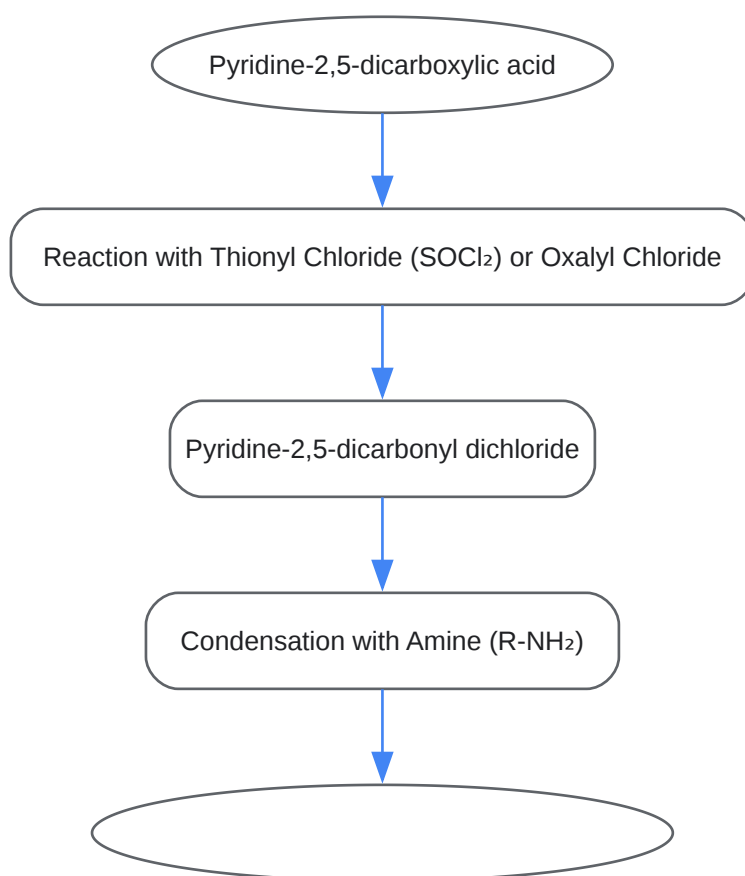 Pyridine-2,5-dicarboxylic acid
Reaction with Thionyl Chloride (SOCl₂) or Oxalyl Chloride
Pyridine-2,5-dicarbonyl dichloride
Condensation with Amine (R-NH₂)